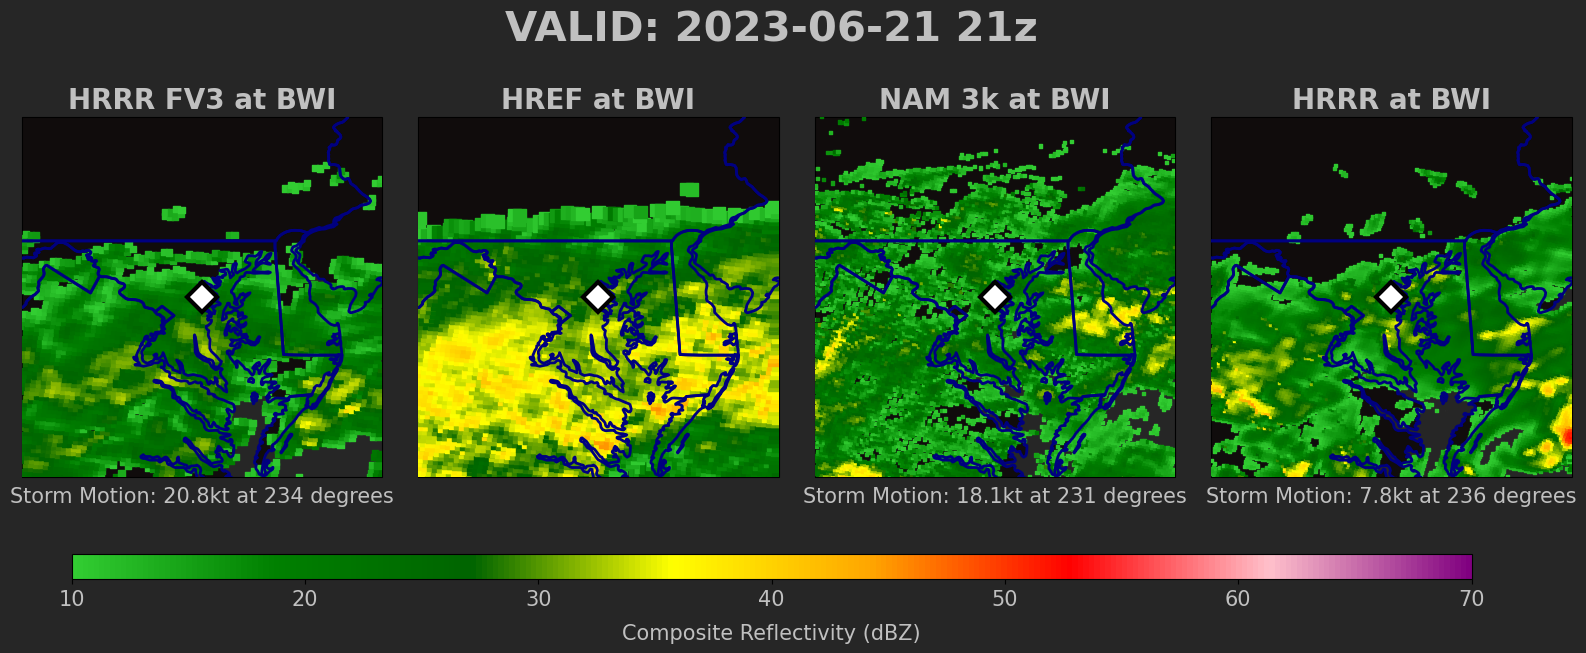 VALID: 2023-06-21 21z
HRRR FV3 at BWI
HREF at BWI
NAM 3k at BWI
HRRR at BWI
Storm Motion: 20.8kt at 234 degrees
Storm Motion: 18.1kt at 231 degrees
Storm Motion: 7.8kt at 236 degrees
10 20 30 40 50 60 70
Composite Reflectivity (dBZ)